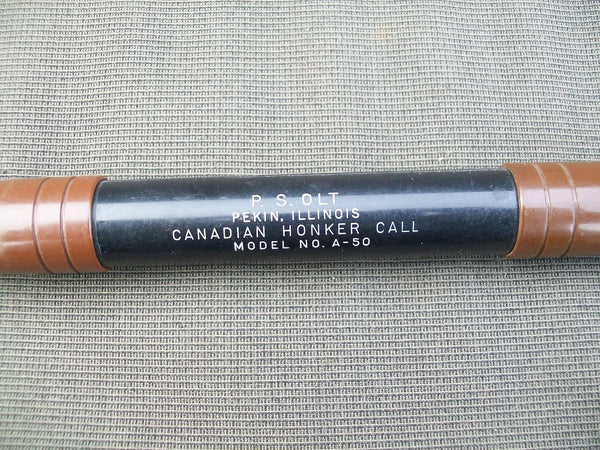 P. S. OLT
PEKIN, ILLINOIS
CANADIAN HONKER CALL
MODEL NO. A-50